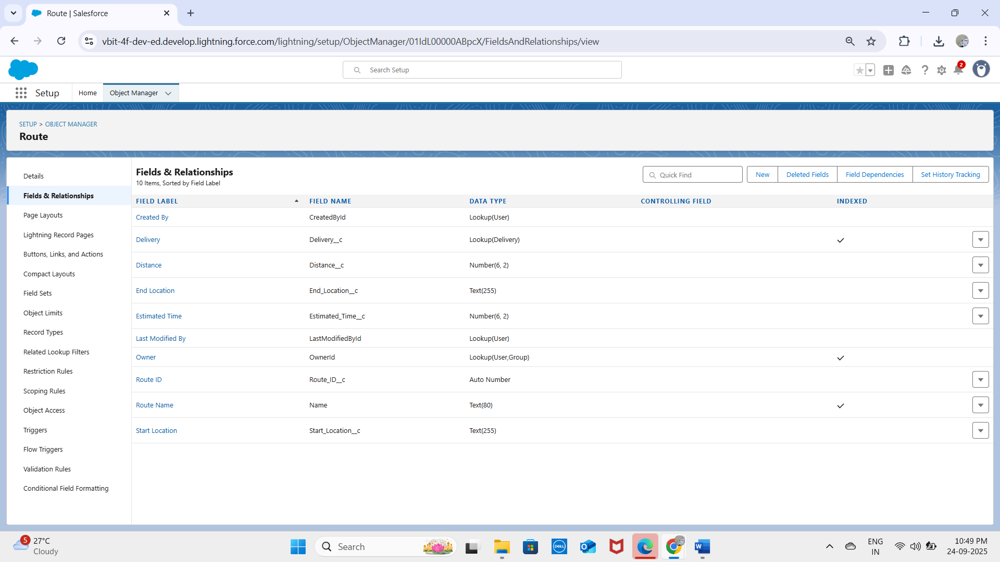 Route | Salesforce
vbit-4f-dev-ed.develop.lightning.force.com/lightning/setup/ObjectManager/01IdL00000ABpcX/FieldsAndRelationships/view
Search Setup
2
Setup
Home
Object Manager
SETUP > OBJECT MANAGER
Route
Details
Fields & Relationships
Page Layouts
Lightning Record Pages
Buttons, Links, and Actions
Compact Layouts
Field Sets
Object Limits
Record Types
Related Lookup Filters
Restriction Rules
Scoping Rules
Object Access
Triggers
Flow Triggers
Validation Rules
Conditional Field Formatting
Fields & Relationships
10 Items, Sorted by Field Label
Quick Find
New
Deleted Fields
Field Dependencies
Set History Tracking
FIELD LABEL FIELD NAME DATA TYPE CONTROLLING FIELD INDEXED
Created By CreatedById Lookup(User)
Delivery Delivery__c Lookup(Delivery)
Distance Distance__c Number(6, 2)
End Location End_Location__c Text(255)
Estimated Time Estimated_Time__c Number(6, 2)
Last Modified By LastModifiedById Lookup(User)
Owner OwnerId Lookup(User,Group)
Route ID Route_ID__c Auto Number
Route Name Name Text(80)
Start Location Start_Location__c Text(255)
5
27°C
Cloudy
Search
DELL
ENG
IN
10:49 PM
24-09-2025